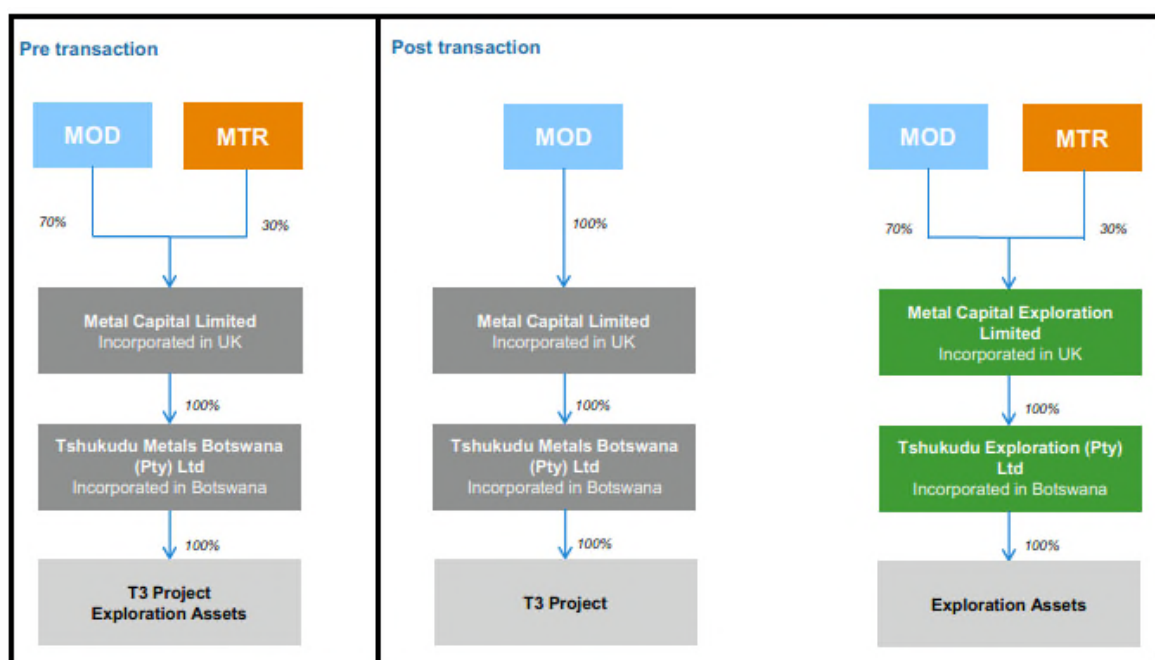 Pre transaction
MOD
MTR
70%
30%
Metal Capital Limited
Incorporated in UK
100%
Tshukudu Metals Botswana
(Pty) Ltd
Incorporated in Botswana
100%
T3 Project
Exploration Assets
Post transaction
MOD
100%
Metal Capital Limited
Incorporated in UK
100%
Tshukudu Metals Botswana
(Pty) Ltd
Incorporated in Botswana
100%
T3 Project
MOD
MTR
70%
30%
Metal Capital Exploration
Limited
Incorporated in UK
100%
Tshukudu Exploration (Pty)
Ltd
Incorporated in Botswana
100%
Exploration Assets